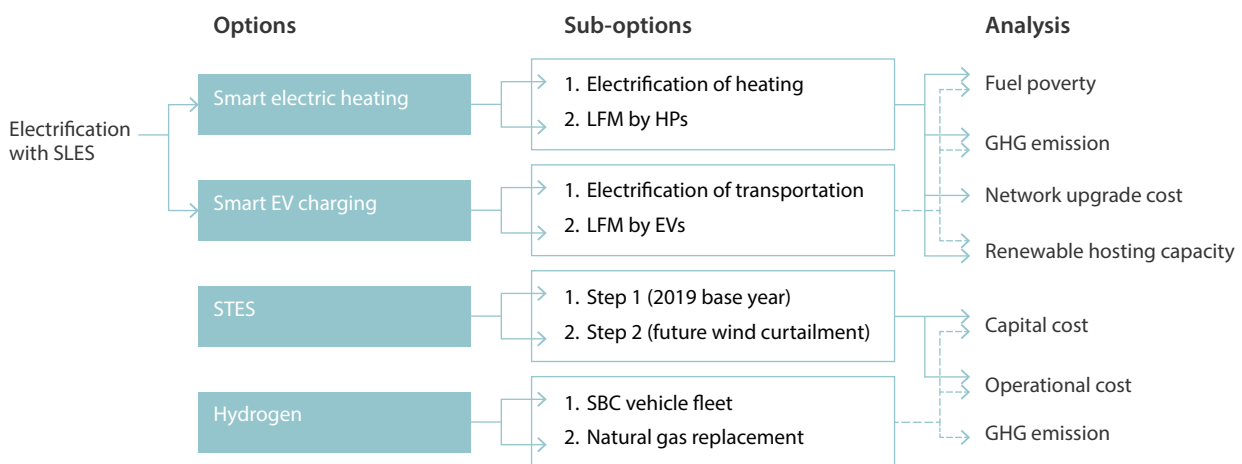 Options
Sub-options
Analysis
Electrification
with SLES
Smart electric heating
1. Electrification of heating
2. LFM by HPs
Smart EV charging
1. Electrification of transportation
2. LFM by EVs
STES
1. Step 1 (2019 base year)
2. Step 2 (future wind curtailment)
Hydrogen
1. SBC vehicle fleet
2. Natural gas replacement
Fuel poverty
GHG emission
Network upgrade cost
Renewable hosting capacity
Capital cost
Operational cost
GHG emission